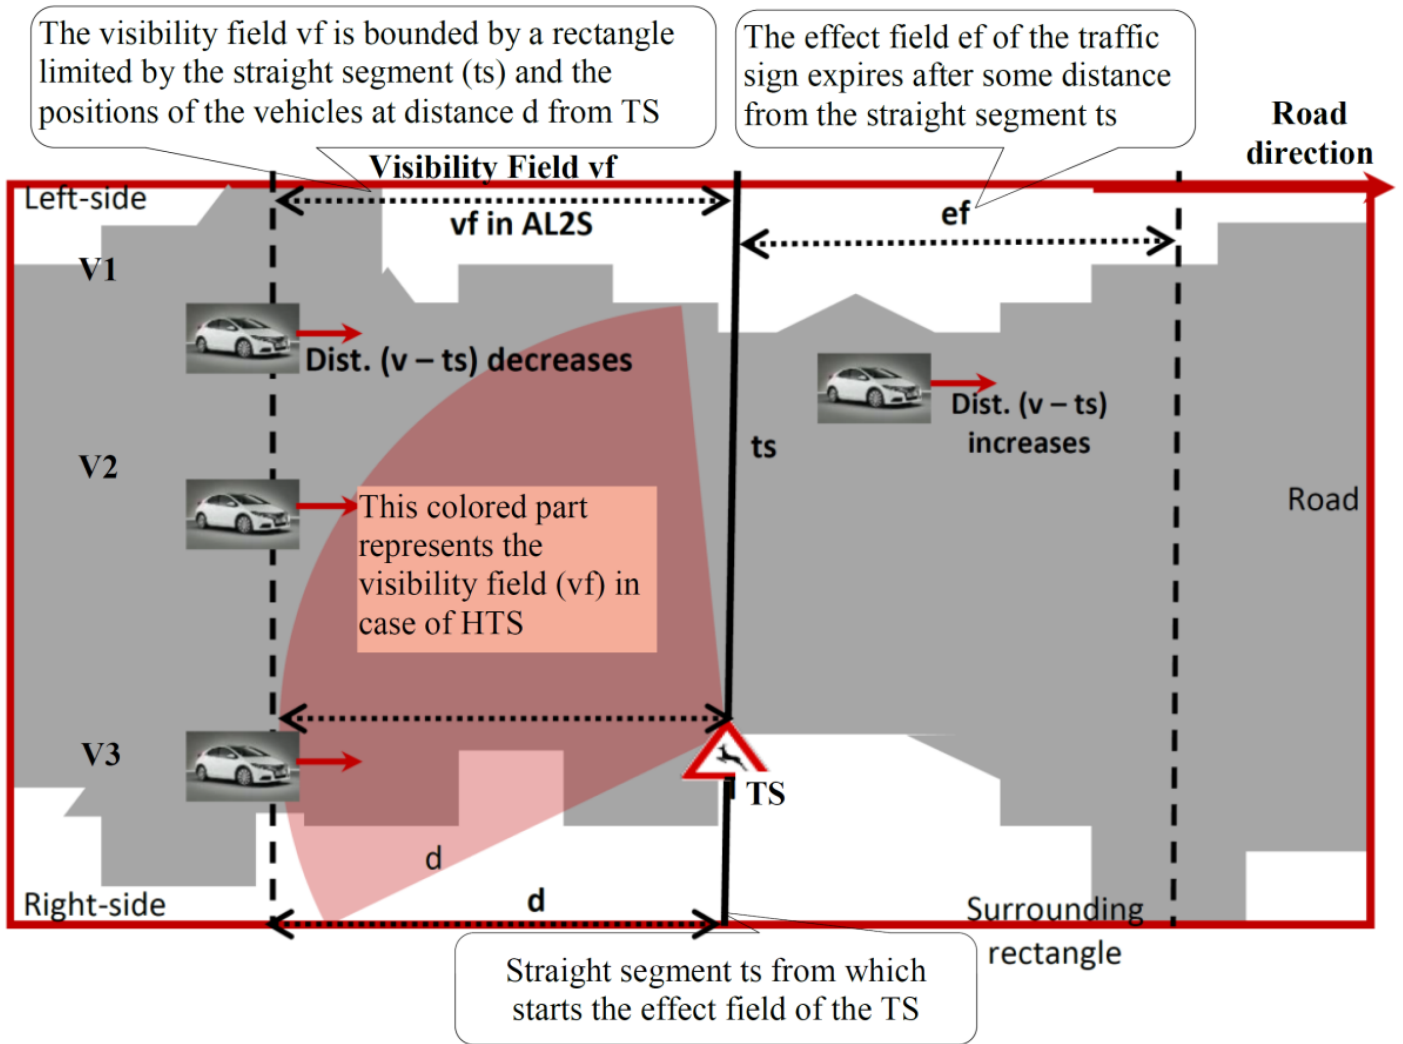 The visibility field vf is bounded by a rectangle
limited by the straight segment (ts) and the
positions of the vehicles at distance d from TS
The effect field ef of the traffic
sign expires after some distance
from the straight segment ts
Road
direction
Visibility Field vf
Left-side
vf in AL2S
ef
V1
Dist. (v – ts) decreases
Dist. (v – ts)
increases
ts
V2
Road
This colored part
represents the
visibility field (vf) in
case of HTS
V3
TS
d
d
Right-side
Surrounding
rectangle
Straight segment ts from which
starts the effect field of the TS